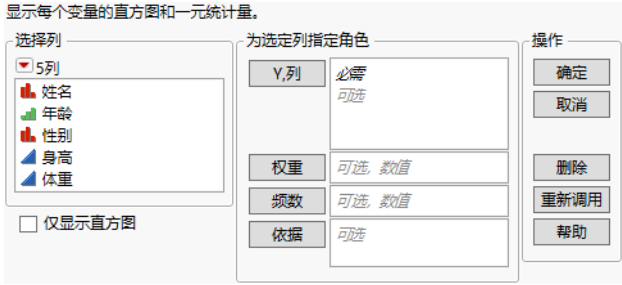 显示每个变量的直方图和一元统计量。
选择列
5列
姓名
年龄
性别
身高
体重
仅显示直方图
为选定列指定角色
Y,列
必需
可选
权重
可选, 数值
频数
可选, 数值
依据
可选
操作
确定
取消
删除
重新调用
帮助